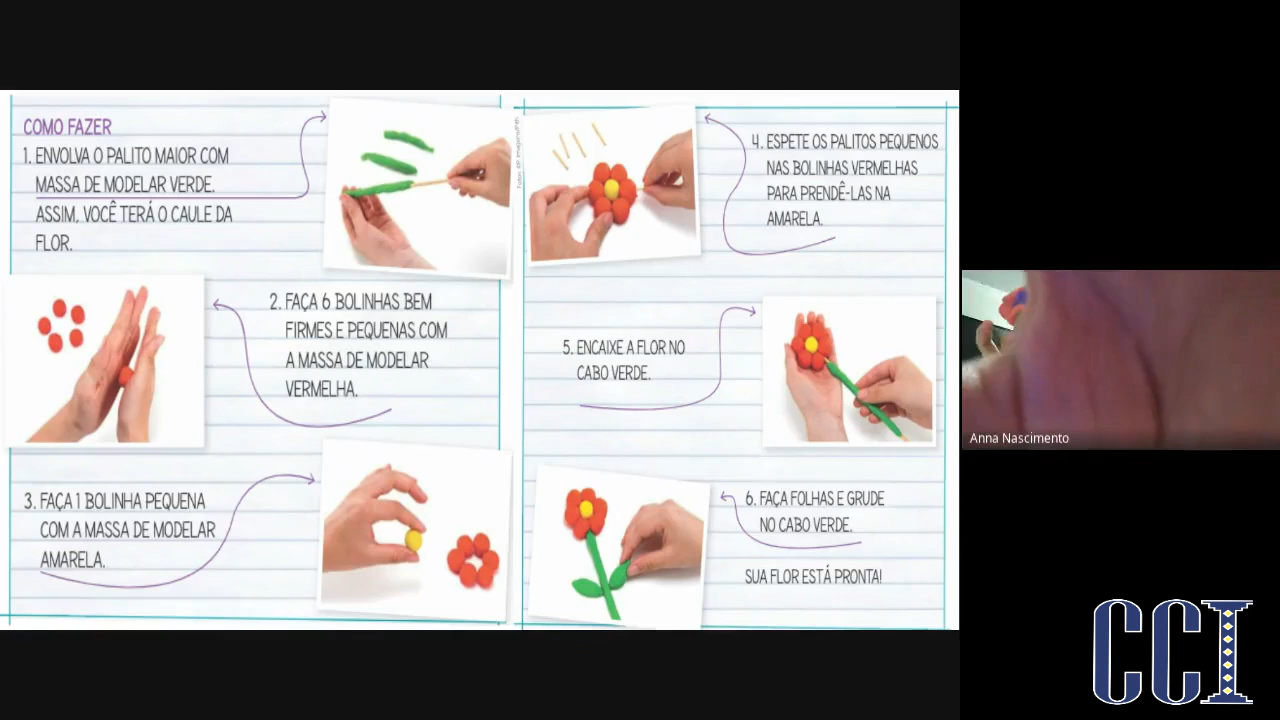 COMO FAZER
1. ENVOLVA O PALITO MAIOR COM
MASSA DE MODELAR VERDE.
ASSIM, VOCÊ TERÁ O CAULE DA
FLOR.
2. FAÇA 6 BOLINHAS BEM
FIRMES E PEQUENAS COM
A MASSA DE MODELAR
VERMELHA.
3. FAÇA 1 BOLINHA PEQUENA
COM A MASSA DE MODELAR
AMARELA.
4. ESPETE OS PALITOS PEQUENOS
NAS BOLINHAS VERMELHAS
PARA PRENDÊ-LAS NA
AMARELA.
5. ENCAIXE A FLOR NO
CABO VERDE.
6. FAÇA FOLHAS E GRUDE
NO CABO VERDE.
SUA FLOR ESTÁ PRONTA!
Anna Nascimento
CCI